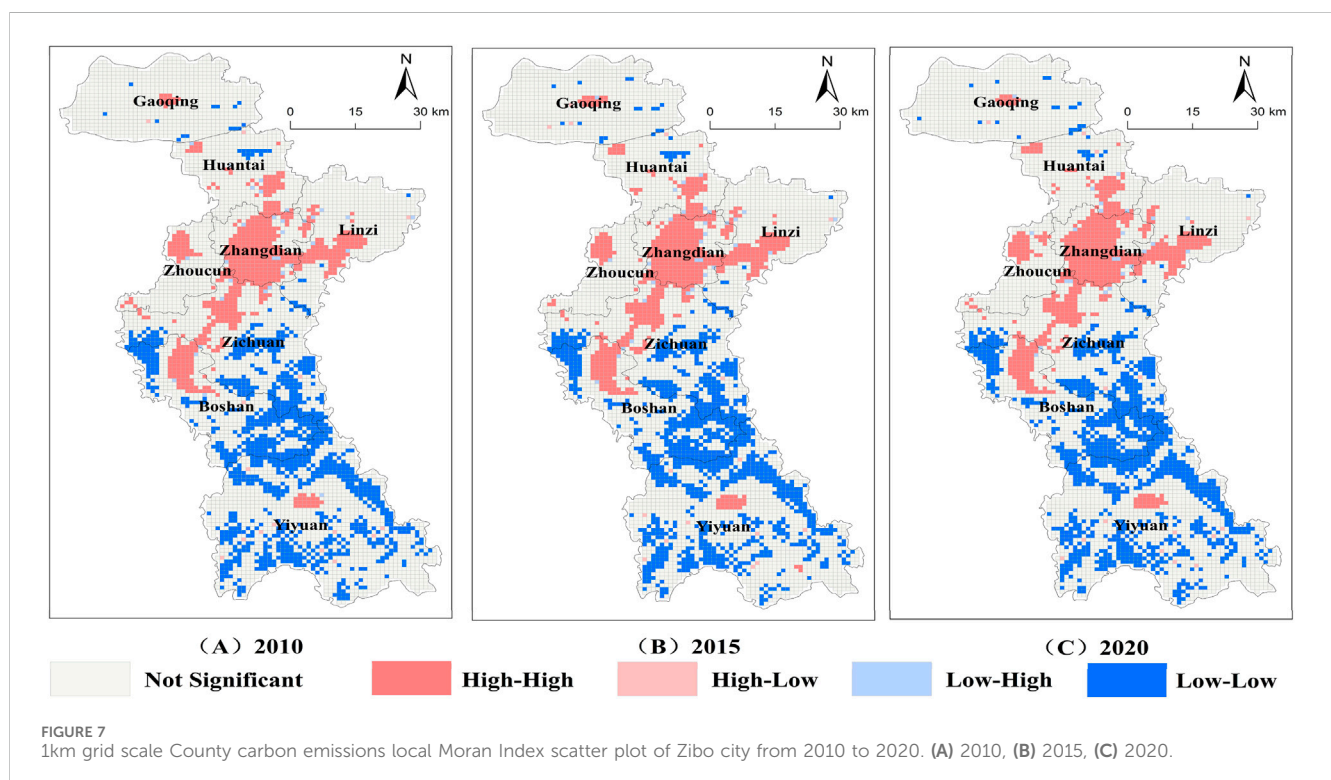 N
Gaoqing
0 15 30 km
Huantai
Linzi
Zhangdian
Zhoucun
Zichuan
Boshan
Yiyuan
（A）2010
N
Gaoqing
0 15 30 km
Huantai
Linzi
Zhangdian
Zhoucun
Zichuan
Boshan
Yiyuan
（B）2015
N
Gaoqing
0 15 30 km
Huantai
Linzi
Zhangdian
Zhoucun
Zichuan
Boshan
Yiyuan
（C）2020
Not Significant High-High High-Low Low-High Low-Low
FIGURE 7
1km grid scale County carbon emissions local Moran Index scatter plot of Zibo city from 2010 to 2020. (A) 2010, (B) 2015, (C) 2020.